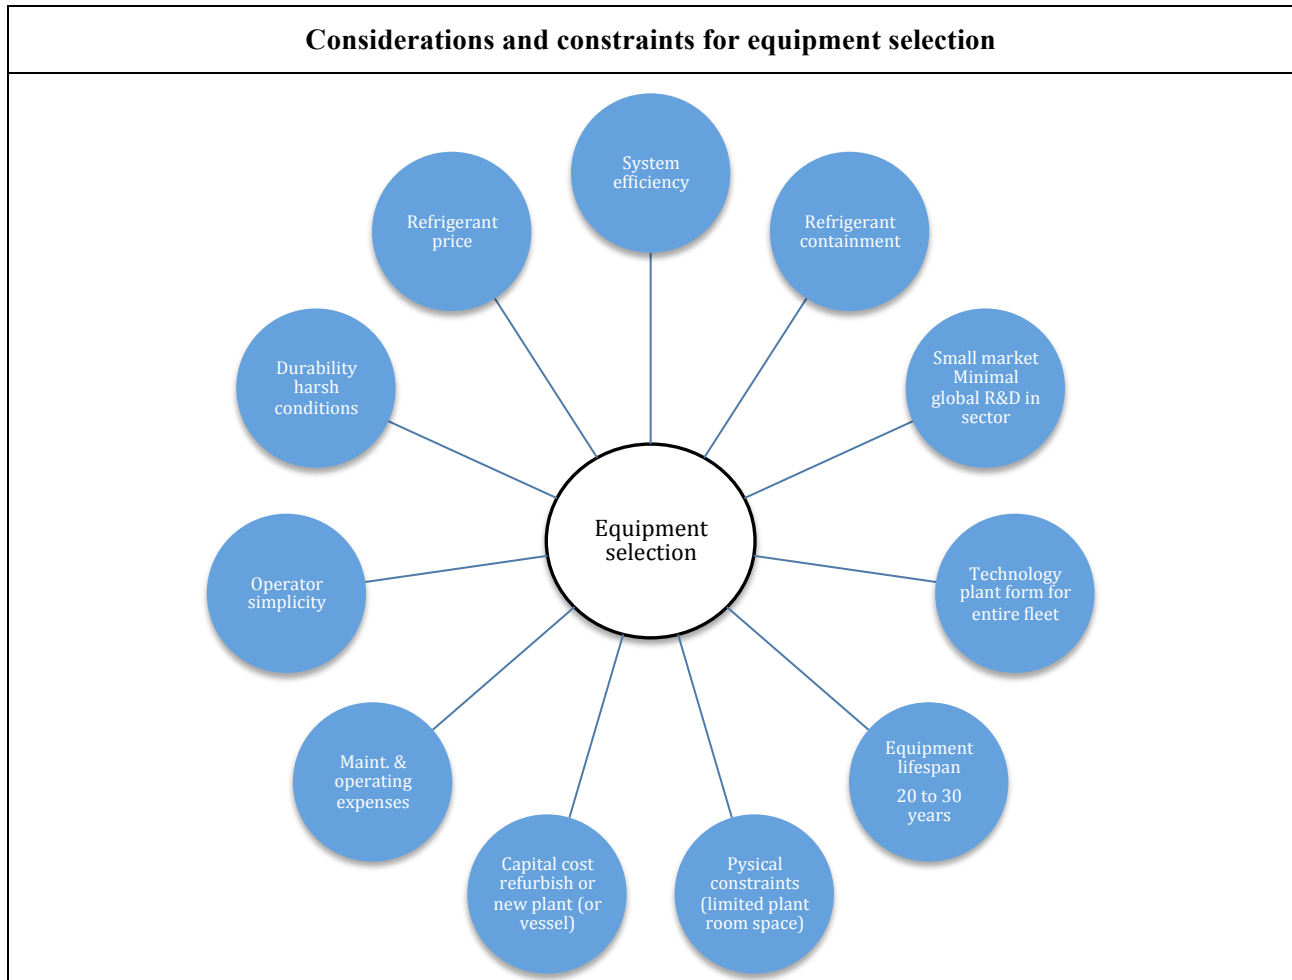 Considerations and constraints for equipment selection
System
efficiency
Refrigerant
containment
Small market
Minimal
global R&D in
sector
Technology
plant form for
entire fleet
Equipment
lifespan
20 to 30
years
Pysical
constraints
(limited plant
room space)
Capital cost
refurbish or
new plant (or
vessel)
Maint. &
operating
expenses
Operator
simplicity
Durability
harsh
conditions
Refrigerant
price
Equipment
selection